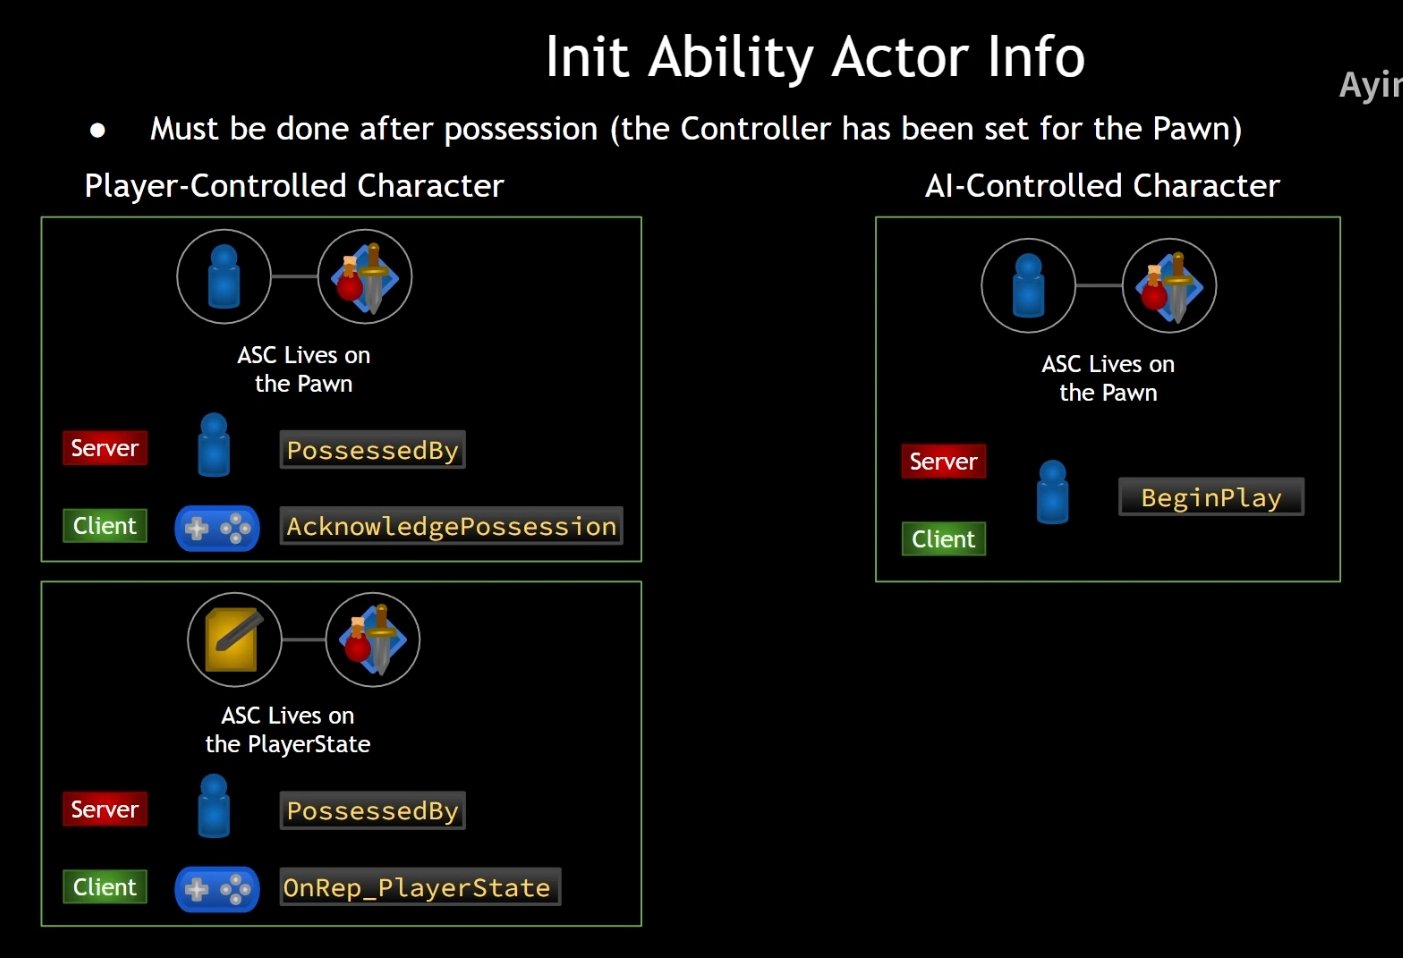 Init Ability Actor Info
● Must be done after possession (the Controller has been set for the Pawn)
Player-Controlled Character
ASC Lives on
the Pawn
Server
PossessedBy
Client
AcknowledgePossession
ASC Lives on
the PlayerState
Server
PossessedBy
Client
OnRep_PlayerState
AI-Controlled Character
ASC Lives on
the Pawn
Server
BeginPlay
Client